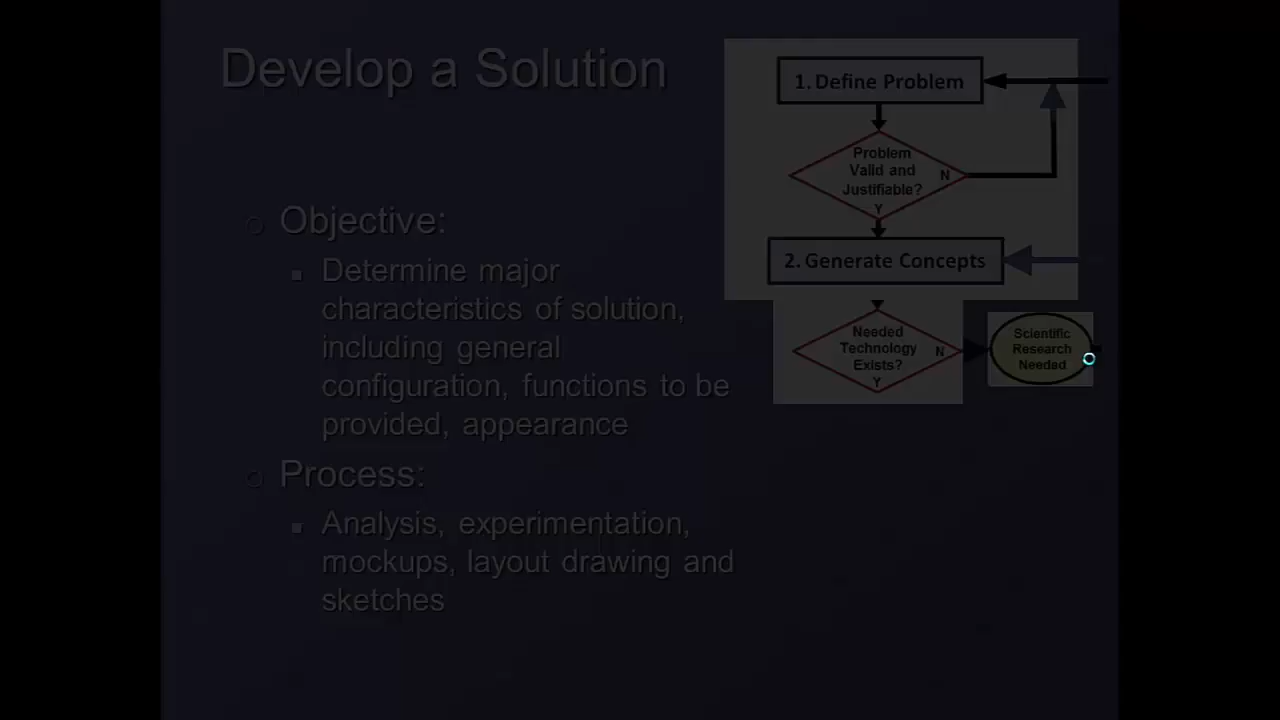 Develop a Solution
Objective:
Determine major
characteristics of solution,
including general
configuration, functions to be
provided, appearance
Process:
Analysis, experimentation,
mockups, layout drawing and
sketches
1. Define Problem
Problem
Valid and
Justifiable?
N
Y
2. Generate Concepts
Needed
Technology
Exists?
N
Y
Scientific
Research
Needed